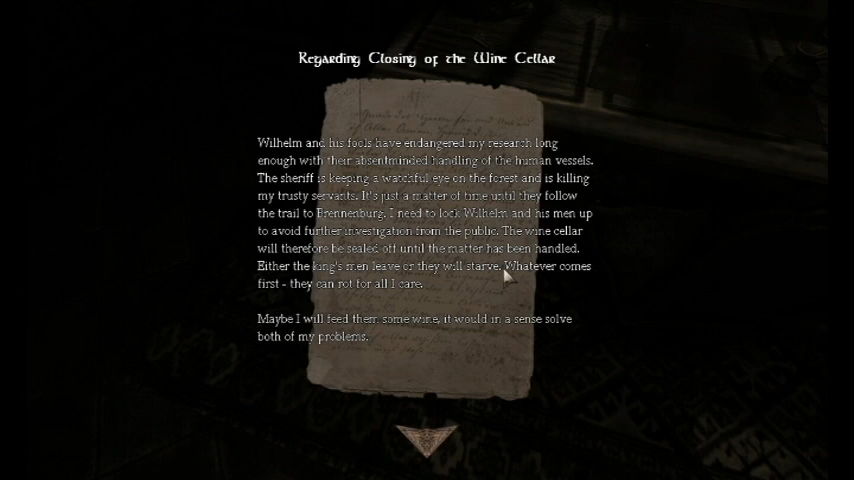 Regarding Closing of the Wine Cellar
Wilhelm and his fools have endangered my research long
enough with their absentminded handling of the human vessels.
The sheriff is keeping a watchful eye on the forest and is killing
my trusty servants. It's just a matter of time until they follow
the trail to Brennenburg. I need to lock Wilhelm and his men up
to avoid further investigation from the public. The wine cellar
will therefore be sealed off until the matter has been handled.
Either the king's men leave or they will starve. Whatever comes
first - they can rot for all I care.
Maybe I will feed them some wine, it would in a sense solve
both of my problems.